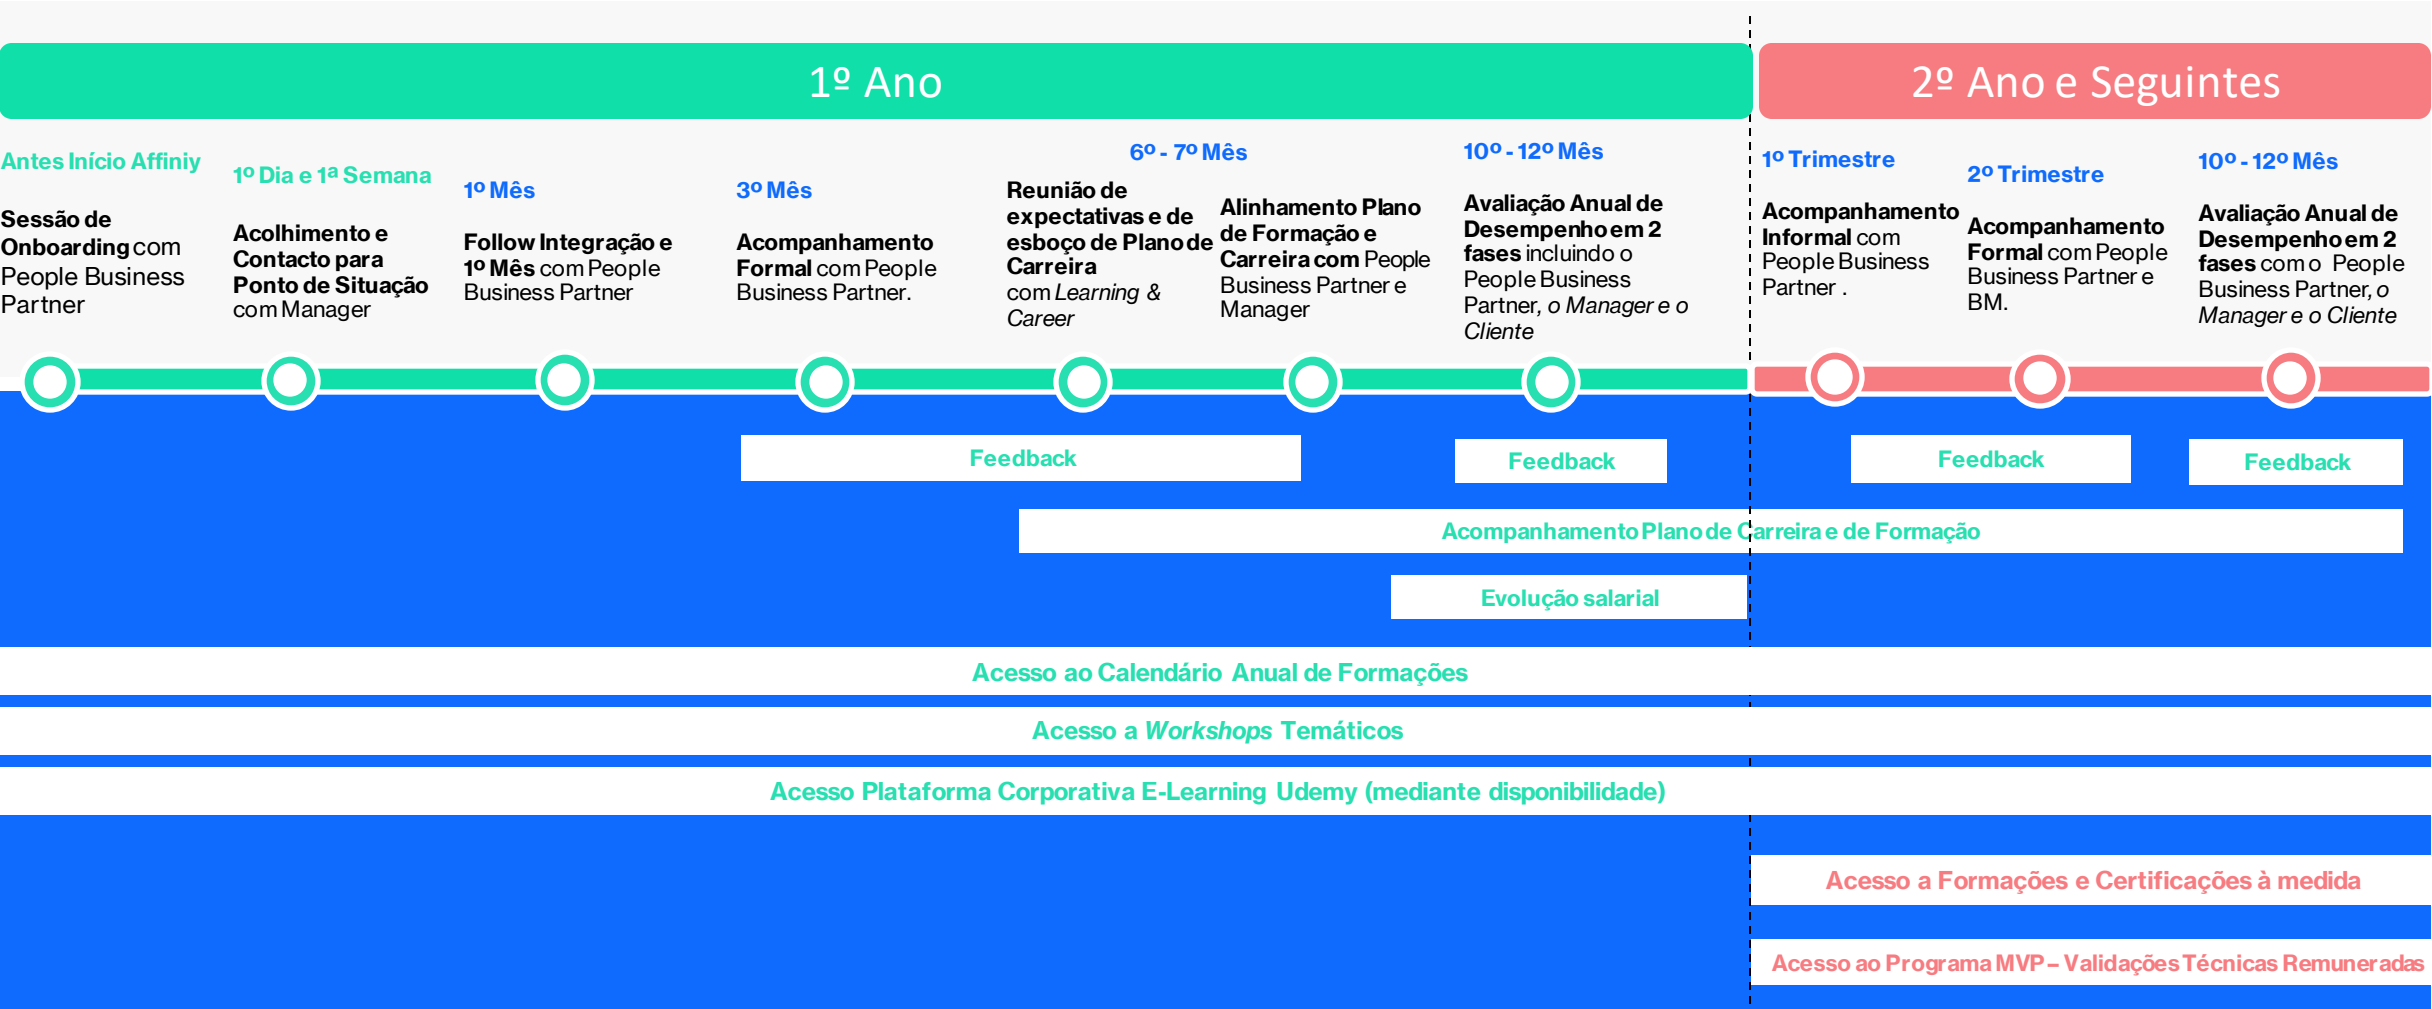 1º Ano
2º Ano e Seguintes
Antes Início Affiniy
Sessão de
Onboarding com
People Business
Partner
1º Dia e 1ª Semana
Acolhimento e
Contacto para
Ponto de Situação
com Manager
1º Mês
Follow Integração e
1º Mês com People
Business Partner
3º Mês
Acompanhamento
Formal com People
Business Partner.
6º - 7º Mês
Reunião de
expectativas e de
esboço de Plano de
Carreira
com Learning &
Career
Alinhamento Plano
de Formação e
Carreira com People
Business Partner e
Manager
10º - 12º Mês
Avaliação Anual de
Desempenho em 2
fases incluindo o
People Business
Partner, o Manager e o
Cliente
1º Trimestre
Acompanhamento
Informal com
People Business
Partner .
2º Trimestre
Acompanhamento
Formal com People
Business Partner e
BM.
10º - 12º Mês
Avaliação Anual de
Desempenho em 2
fases com o People
Business Partner, o
Manager e o Cliente
Feedback
Feedback
Feedback
Feedback
Acompanhamento Plano de Carreira e de Formação
Evolução salarial
Acesso ao Calendário Anual de Formações
Acesso a Workshops Temáticos
Acesso Plataforma Corporativa E-Learning Udemy (mediante disponibilidade)
Acesso a Formações e Certificações à medida
Acesso ao Programa MVP – Validações Técnicas Remuneradas